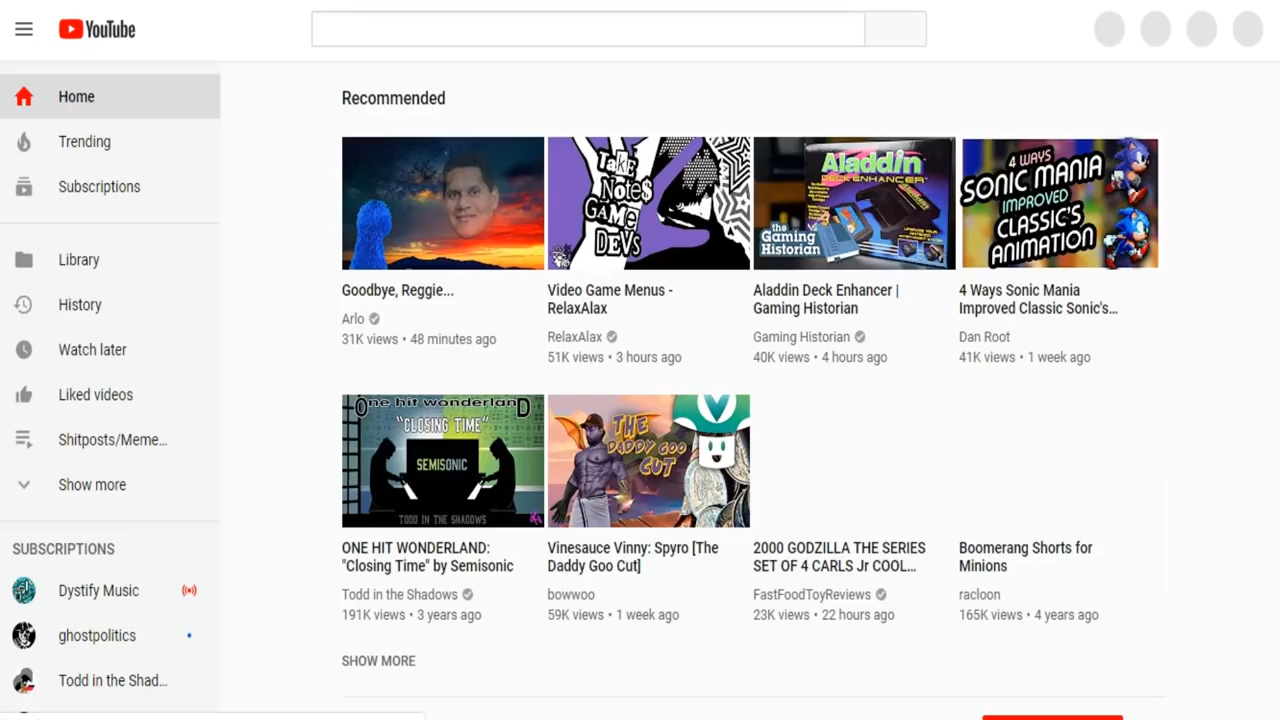 YouTube
Home
Trending
Subscriptions
Library
History
Watch later
Liked videos
Shitposts/Meme...
Show more
SUBSCRIPTIONS
Dystify Music
ghostpolitics
Todd in the Shad...
Recommended
TAKE
NOTE$
GAME
DEVS
Aladdin
DECK ENHANCER
the
Gaming
Historian
4 WAYS
SONIC MANIA
IMPROVED
CLASSIC'S
ANIMATION
Goodbye, Reggie...
Arlo
31K views • 48 minutes ago
Video Game Menus -
RelaxAlax
RelaxAlax
51K views • 3 hours ago
Aladdin Deck Enhancer |
Gaming Historian
Gaming Historian
40K views • 4 hours ago
4 Ways Sonic Mania
Improved Classic Sonic's...
Dan Root
41K views • 1 week ago
One hit wonderlanD
"CLOSING TIME"
SEMISONIC
TODD IN THE SHADOWS
THE
DADDY GOO
CUT
ONE HIT WONDERLAND:
"Closing Time" by Semisonic
Todd in the Shadows
191K views • 3 years ago
Vinesauce Vinny: Spyro [The
Daddy Goo Cut]
bowwoo
59K views • 1 week ago
2000 GODZILLA THE SERIES
SET OF 4 CARLS Jr COOL...
FastFoodToyReviews
23K views • 22 hours ago
Boomerang Shorts for
Minions
racloon
165K views • 4 years ago
SHOW MORE